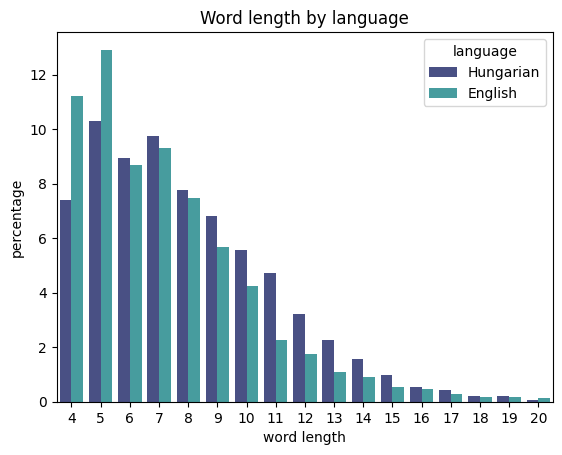 Word length by language
language
Hungarian
English
percentage
12
10
8
6
4
2
0
4 5 6 7 8 9 10 11 12 13 14 15 16 17 18 19 20
word length